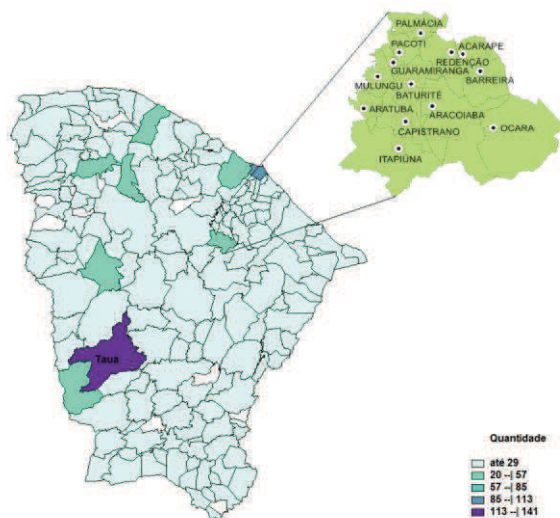 PALMÁCIA
PACOTI
ACARAPE
REDENÇÃO
GUARAMIRANGA
BARREIRA
MULUNGU
BATURITÉ
ARATUBA
ARACOIABA
CAPISTRANO
OCARA
ITAPIÚNA
Tauá
Quantidade
até 29
20 --| 57
57 --| 85
85 --| 113
113 --| 141